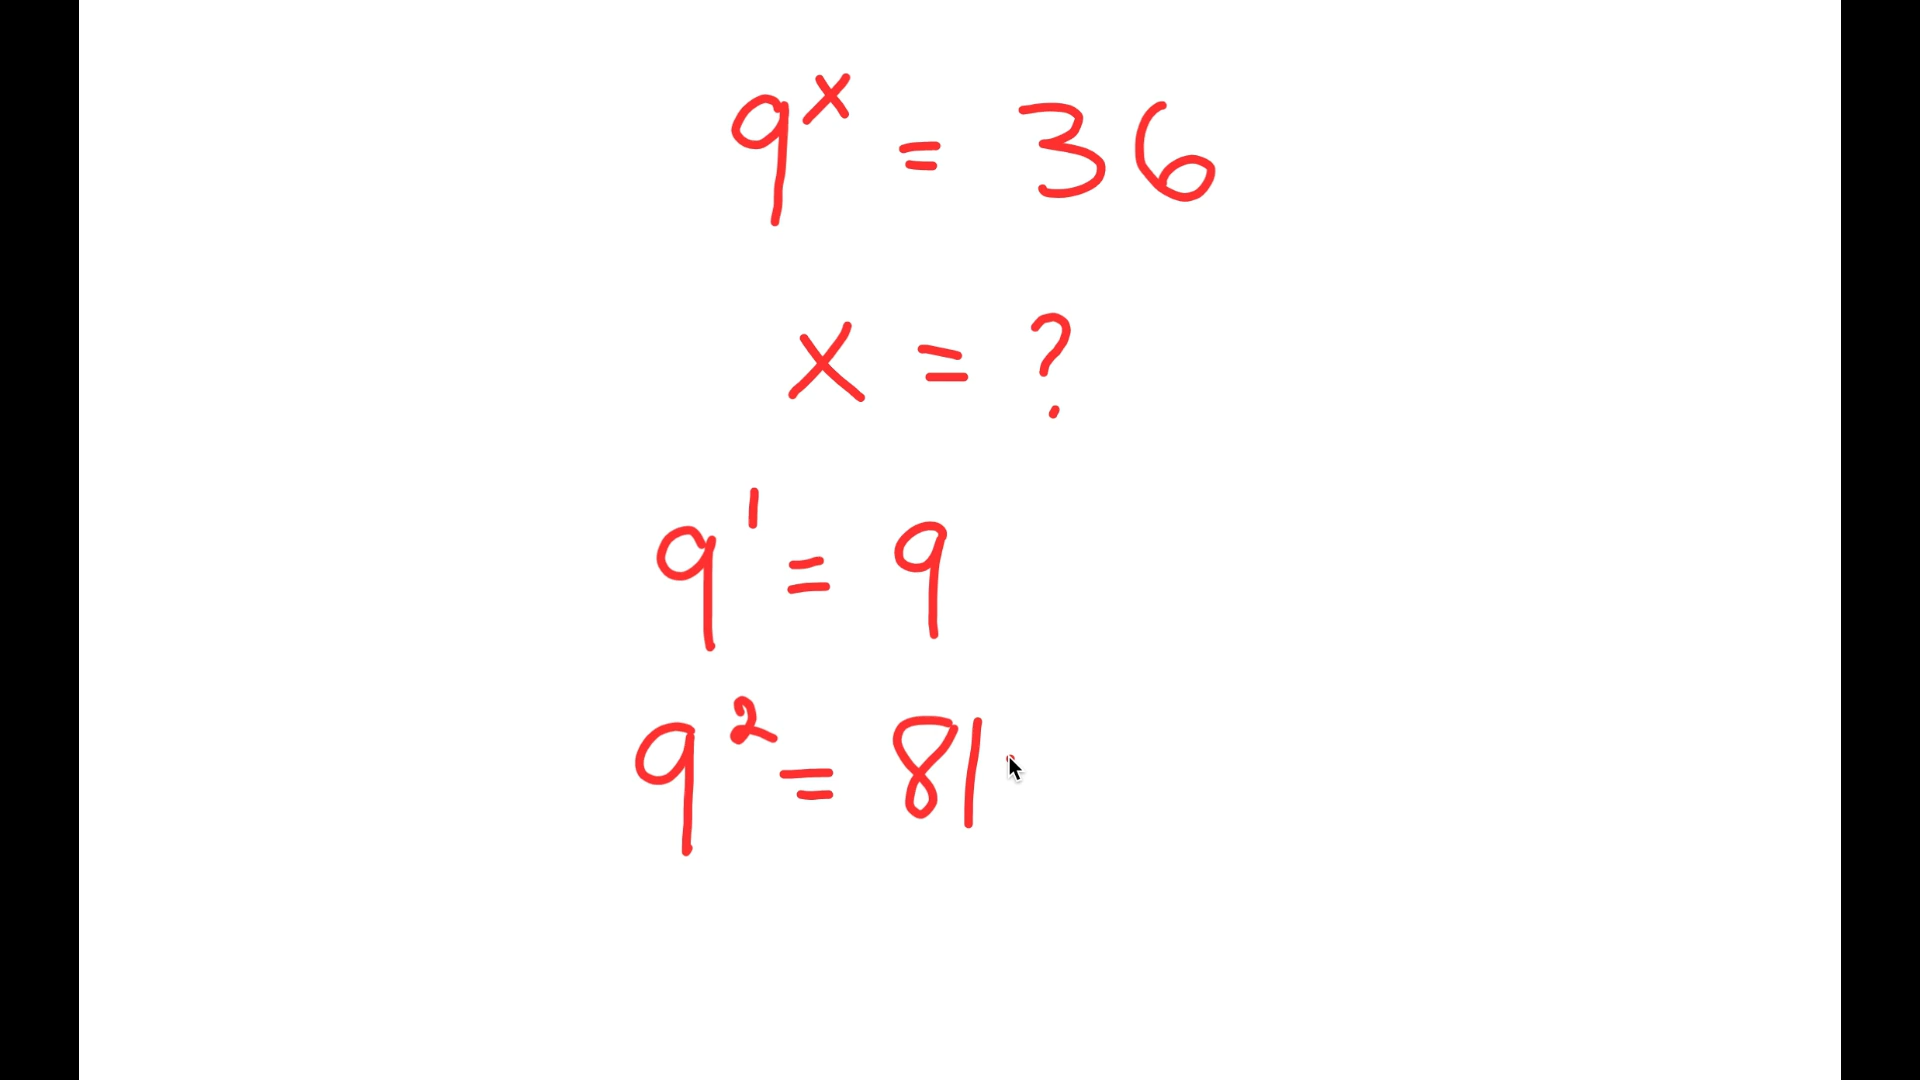 9^x = 36
x = ?
9^1 = 9
9^2 = 81